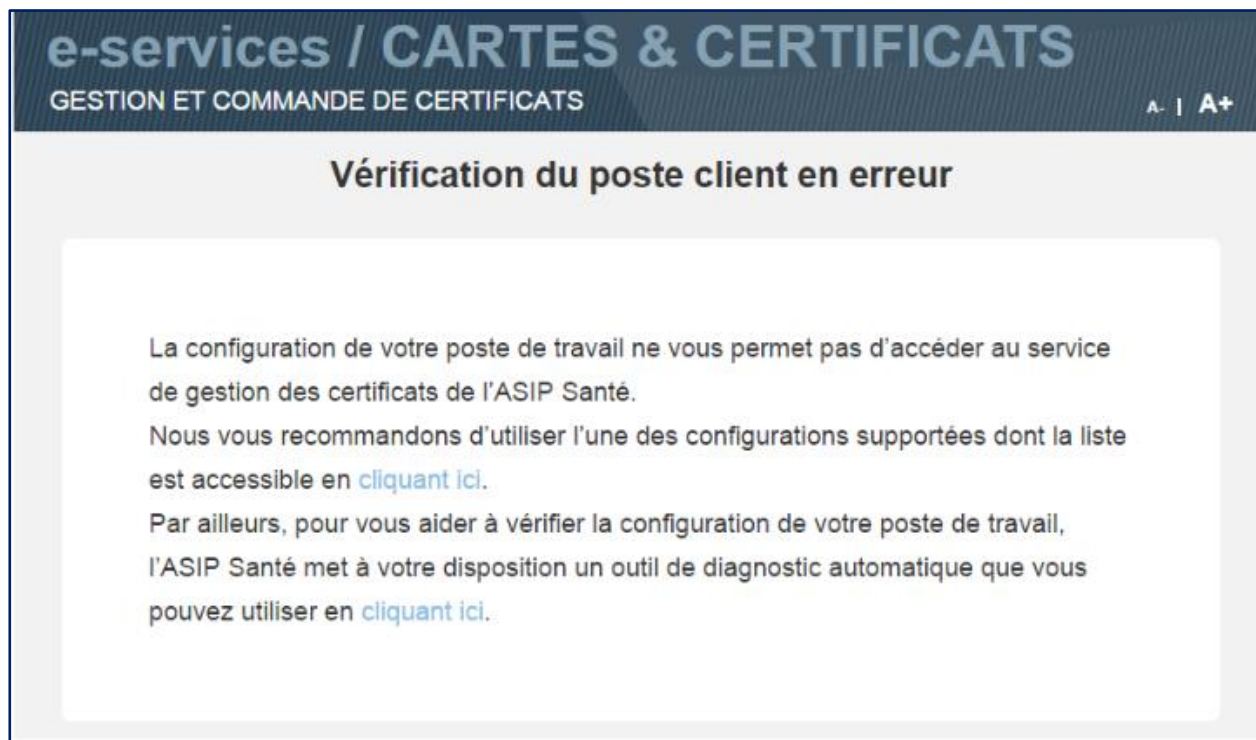 e-services / CARTES & CERTIFICATS
GESTION ET COMMANDE DE CERTIFICATS
A- | A+
Vérification du poste client en erreur
La configuration de votre poste de travail ne vous permet pas d'accéder au service
de gestion des certificats de l'ASIP Santé.
Nous vous recommandons d'utiliser l'une des configurations supportées dont la liste
est accessible en cliquant ici.
Par ailleurs, pour vous aider à vérifier la configuration de votre poste de travail,
l'ASIP Santé met à votre disposition un outil de diagnostic automatique que vous
pouvez utiliser en cliquant ici.